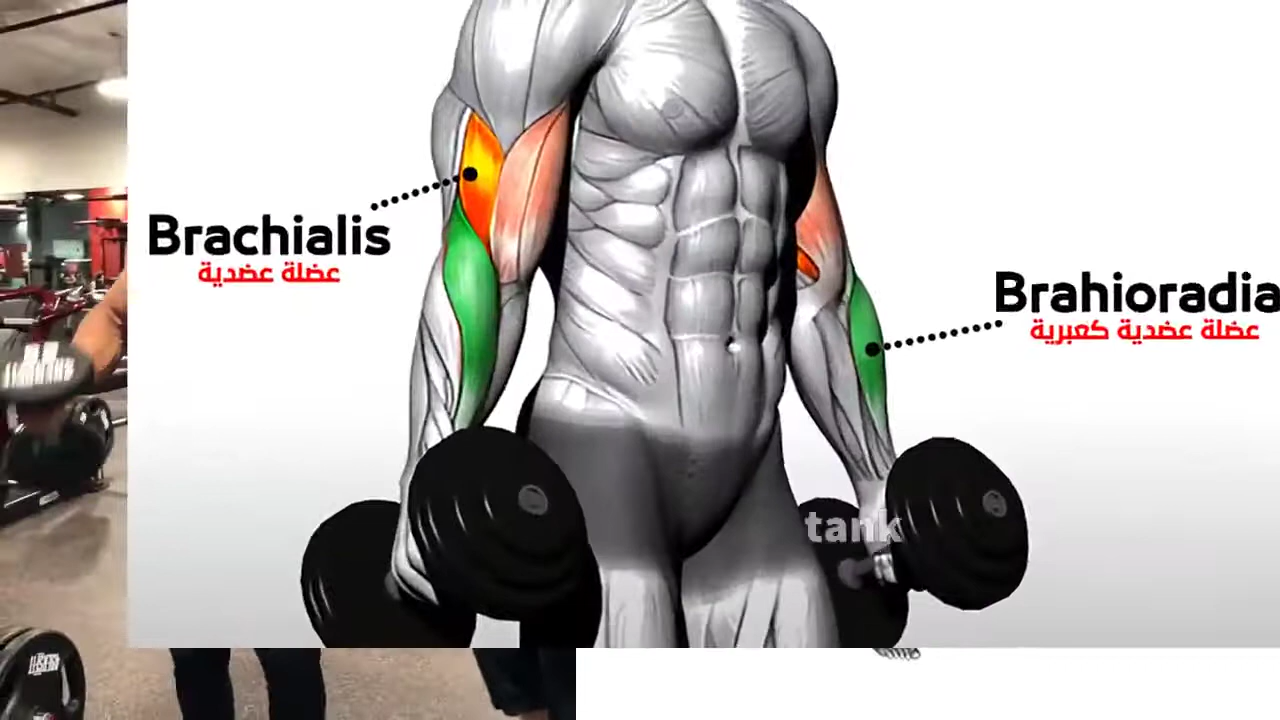 Brachialis
عضلة عضدية
Brahioradia
عضلة عضدية كعبرية
tank